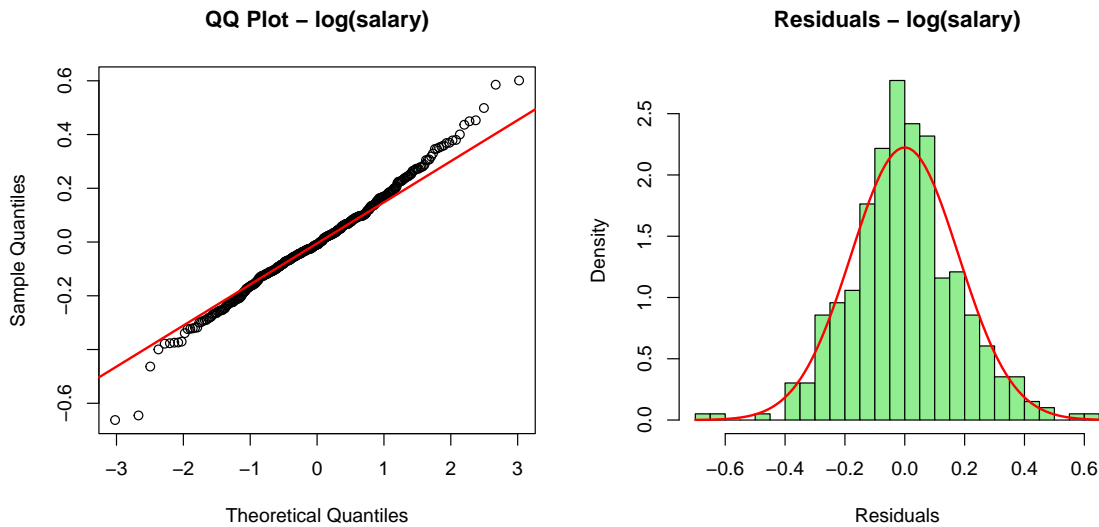 QQ Plot − log(salary)
Sample Quantiles
0.6
0.4
0.2
0.0
−0.2
−0.4
−0.6
−3 −2 −1 0 1 2 3
Theoretical Quantiles
Residuals − log(salary)
Density
2.5
2.0
1.5
1.0
0.5
0.0
−0.6 −0.4 −0.2 0.0 0.2 0.4 0.6
Residuals